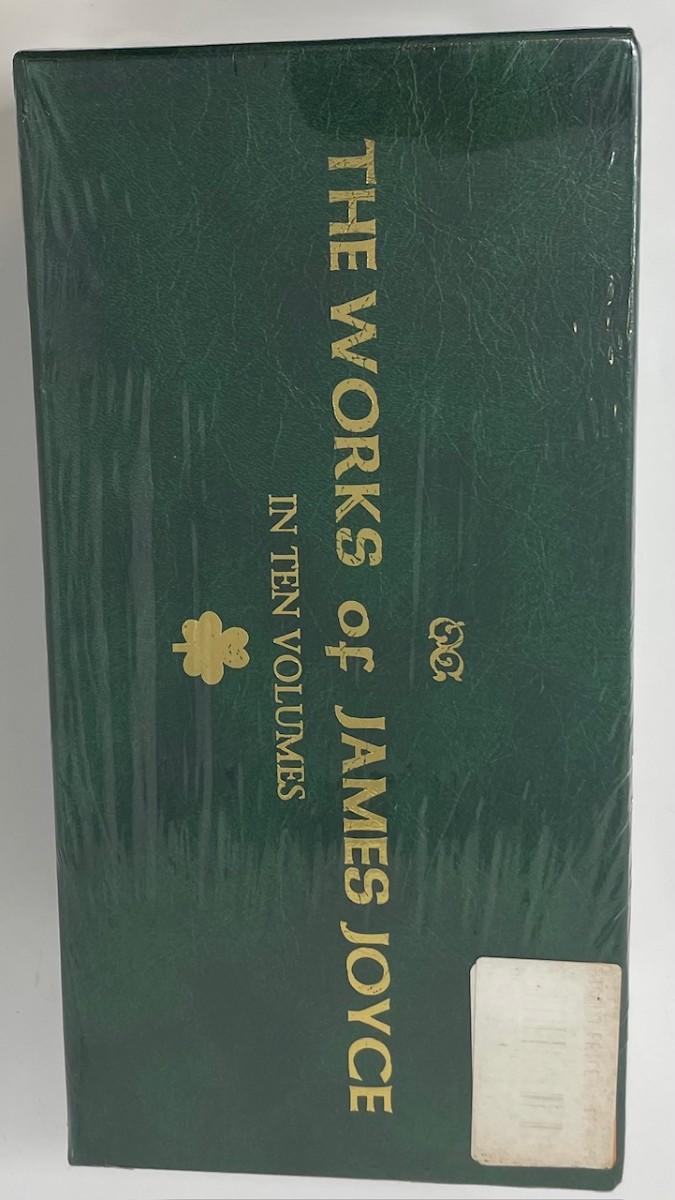 THE WORKS of JAMES JOYCE
IN TEN VOLUMES